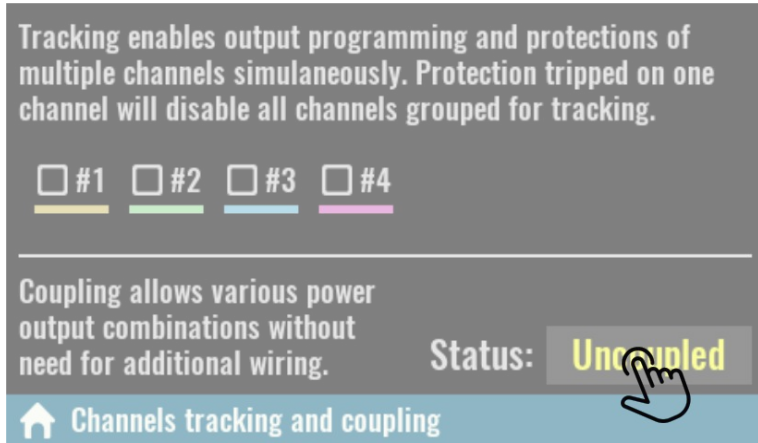 Tracking enables output programming and protections of
multiple channels simulaneously. Protection tripped on one
channel will disable all channels grouped for tracking.
#1 #2 #3 #4
Coupling allows various power
output combinations without
need for additional wiring.
Status: Uncoupled
Channels tracking and coupling